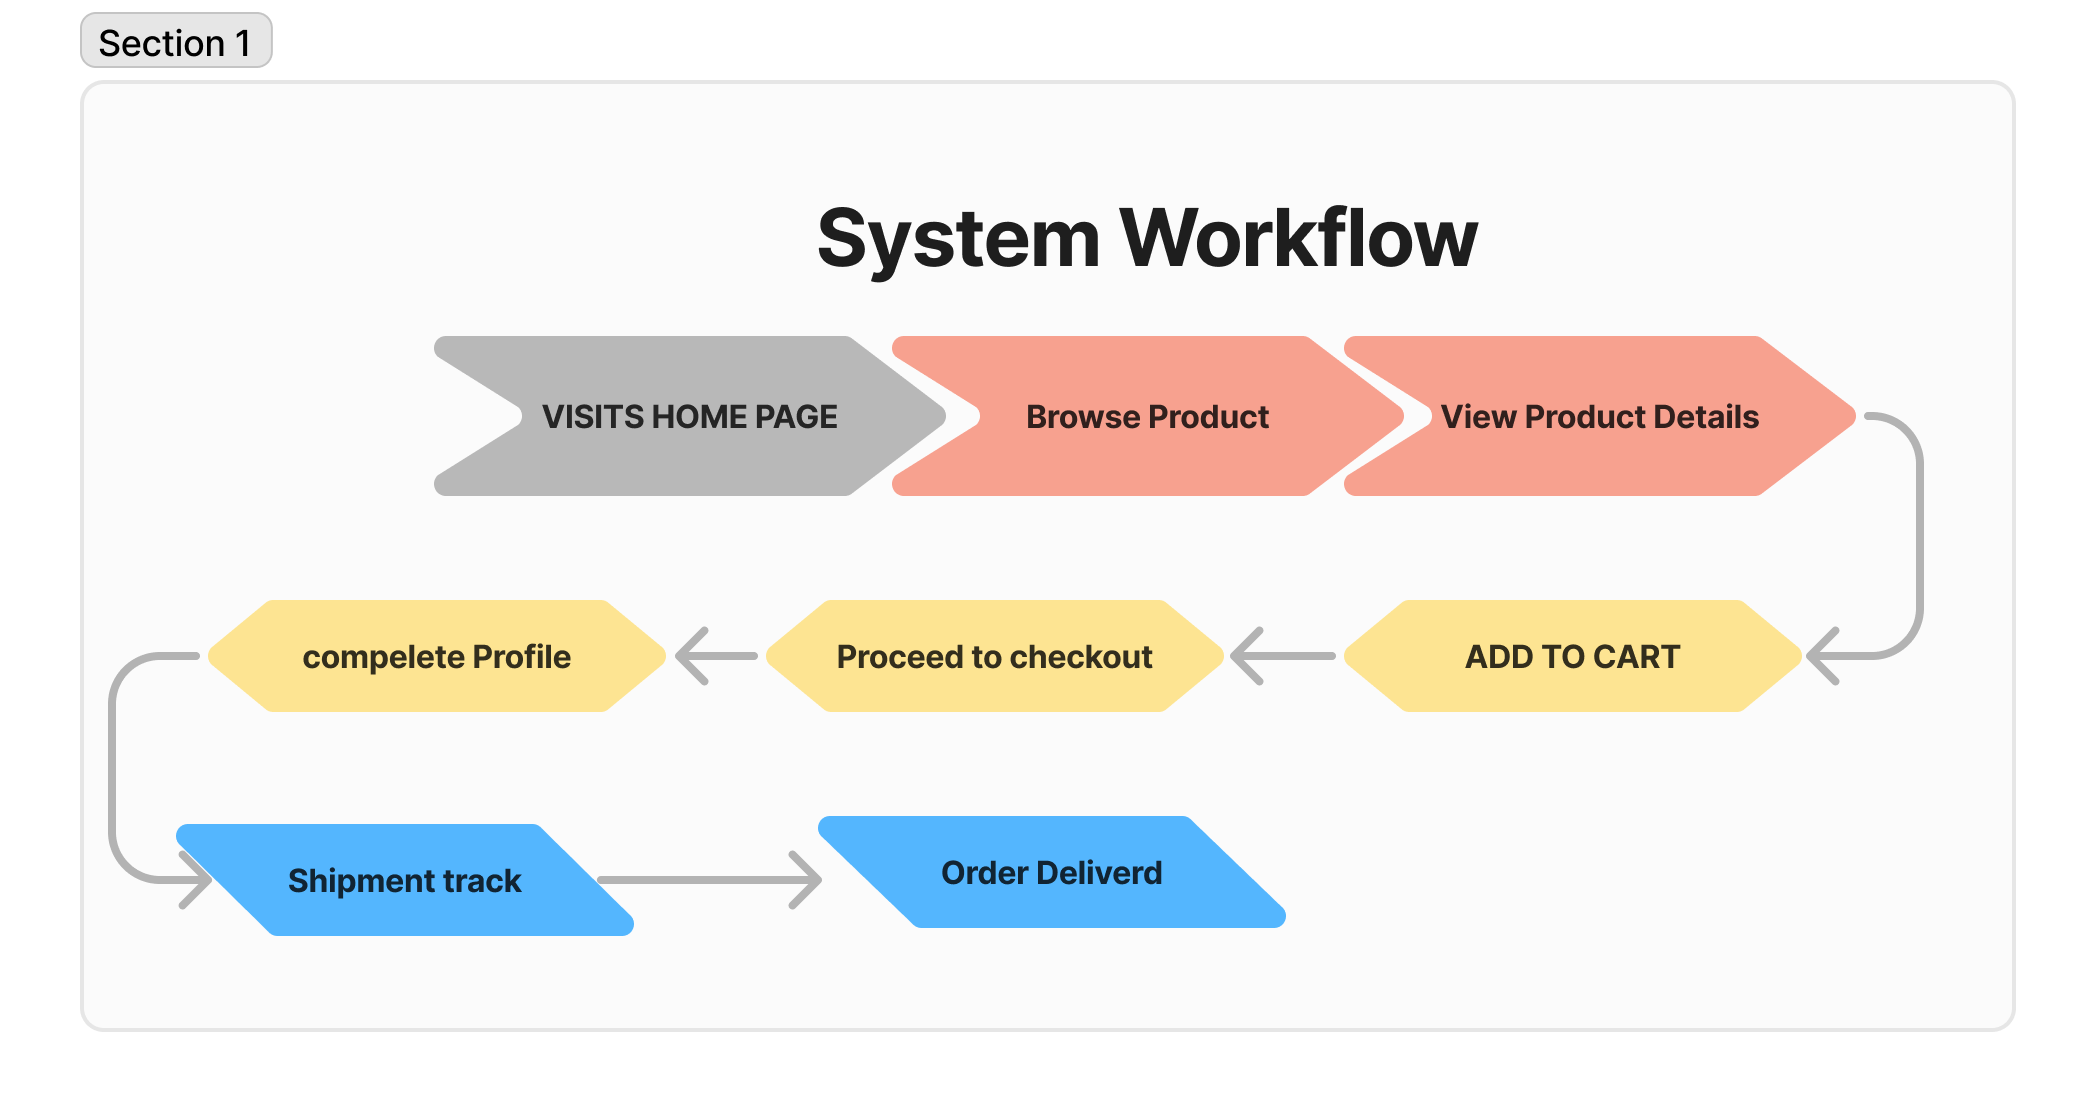 Section 1
System Workflow
VISITS HOME PAGE
Browse Product
View Product Details
ADD TO CART
Proceed to checkout
compelete Profile
Shipment track
Order Deliverd